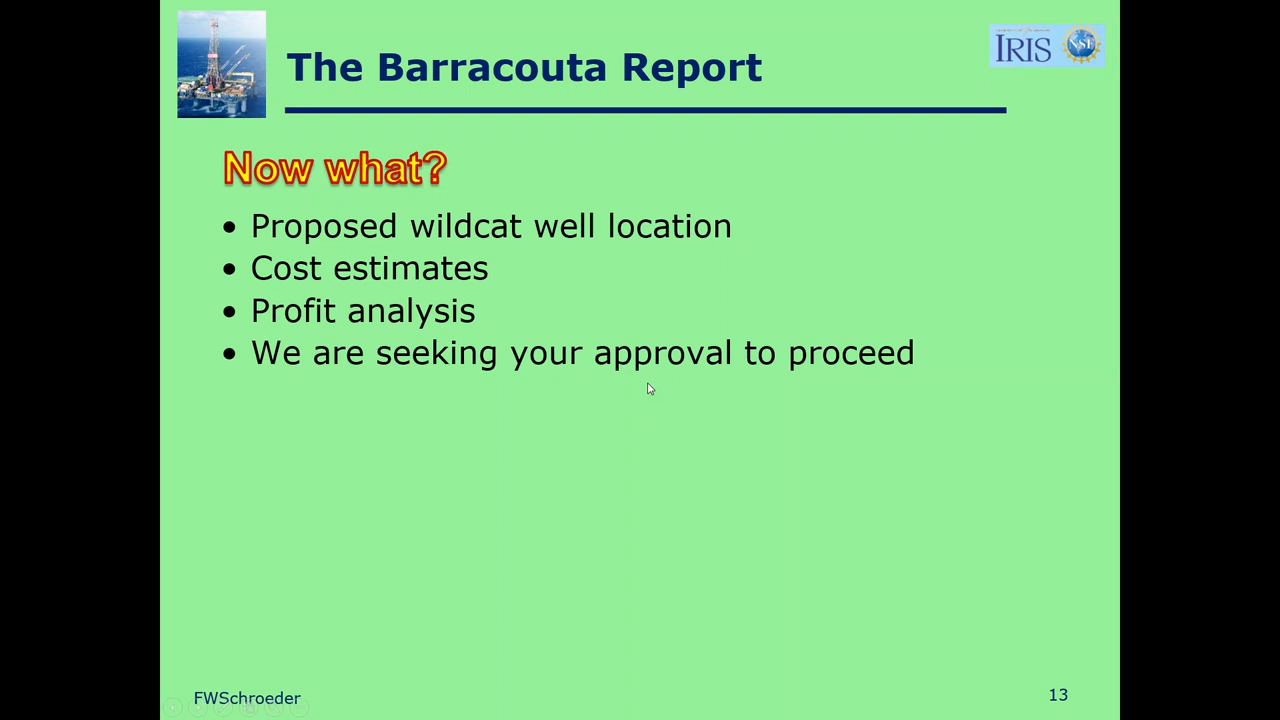 The Barracouta Report
IRIS
NSF
Now what?
• Proposed wildcat well location
• Cost estimates
• Profit analysis
• We are seeking your approval to proceed
FWSchroeder
13